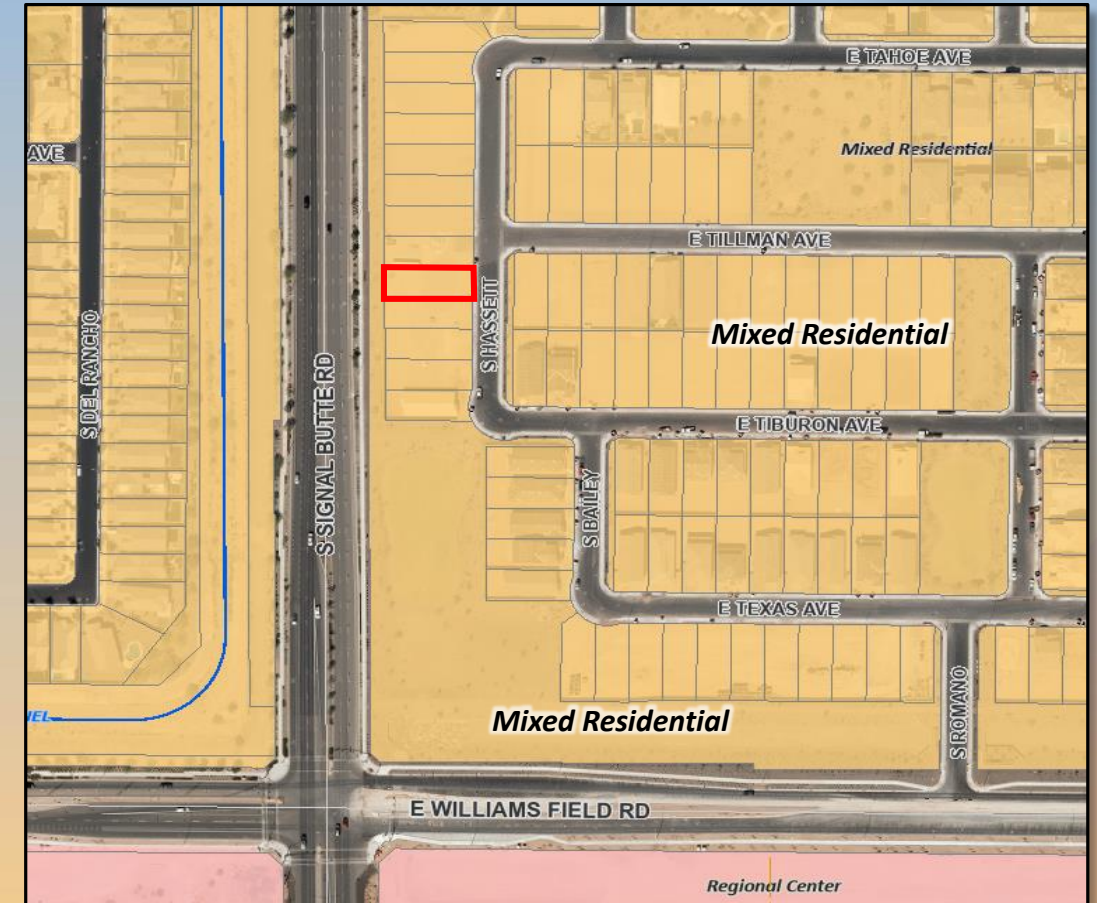 E TAHOE AVE
AVE
Mixed Residential
E TILLMAN AVE
S HASSETT
Mixed Residential
S DEL RANCHO
S SIGNAL BUTTE RD
E TIBURON AVE
S BAILEY
E TEXAS AVE
Mixed Residential
S ROMANO
NEL
E WILLIAMS FIELD RD
Regional Center